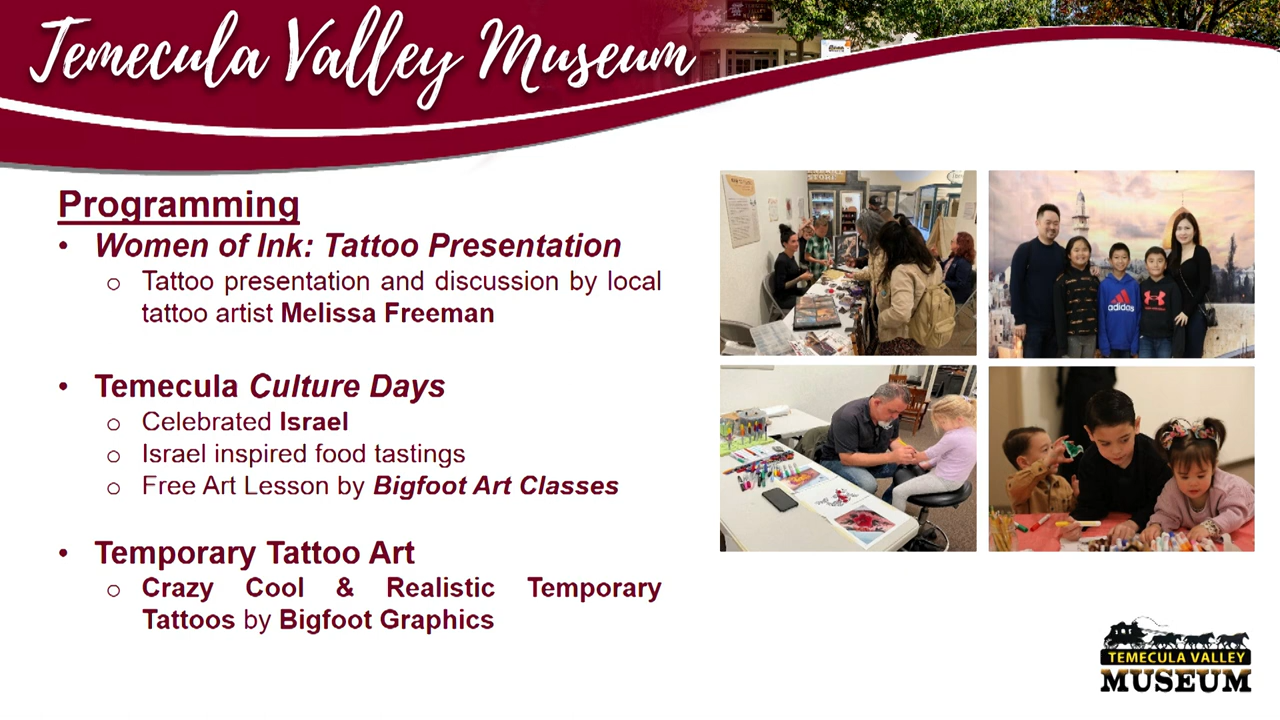 Temecula Valley Museum
Programming
• Women of Ink: Tattoo Presentation
o Tattoo presentation and discussion by local
tattoo artist Melissa Freeman
• Temecula Culture Days
o Celebrated Israel
o Israel inspired food tastings
o Free Art Lesson by Bigfoot Art Classes
• Temporary Tattoo Art
o Crazy Cool & Realistic Temporary
Tattoos by Bigfoot Graphics
adidas
TEMECULA VALLEY
MUSEUM